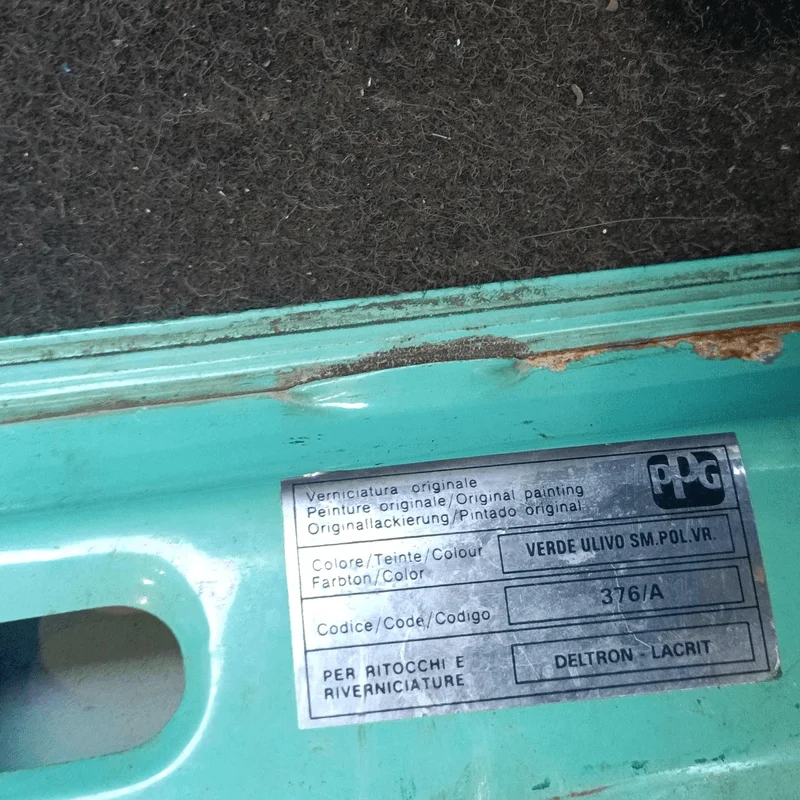 Verniciatura originale
Peinture originale/Original painting
Originallackierung/Pintado original
PPG
Colore/Teinte/Colour
Farbton/Color
VERDE ULIVO SM.POL.VR.
Codice/Code/Codigo
376/A
PER RITOCCHI E
RIVERNICIATURE
DELTRON - LACRIT